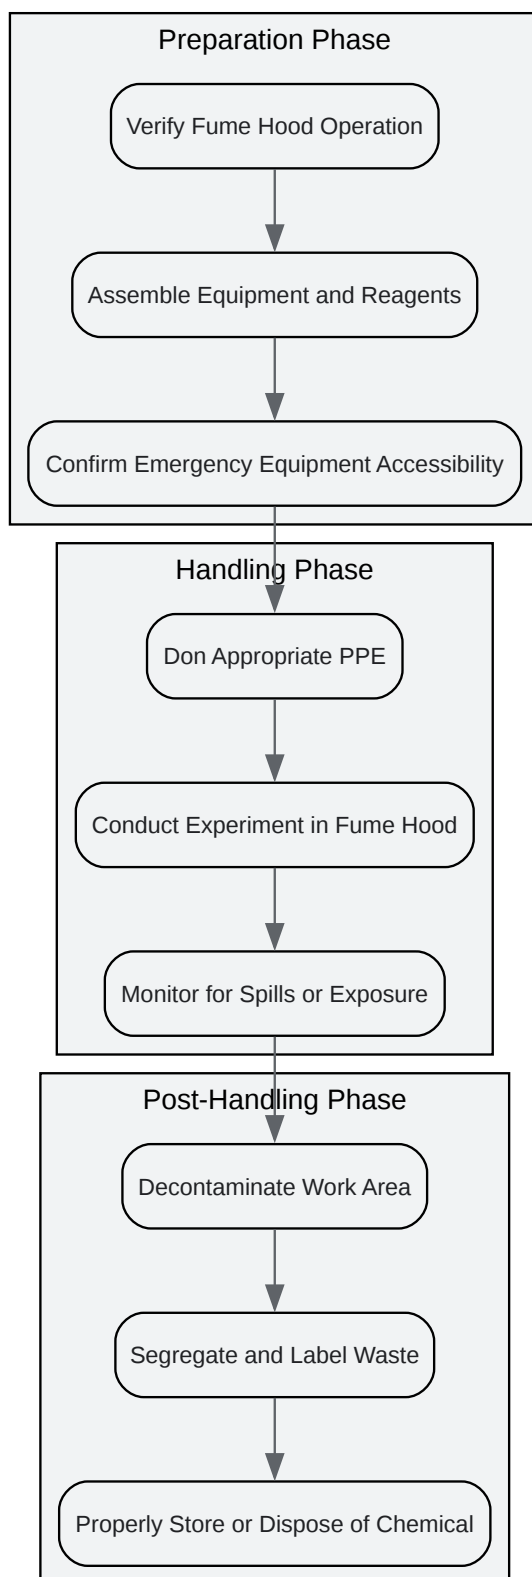 Preparation Phase
Verify Fume Hood Operation
Assemble Equipment and Reagents
Confirm Emergency Equipment Accessibility
Handling Phase
Don Appropriate PPE
Conduct Experiment in Fume Hood
Monitor for Spills or Exposure
Post-Handling Phase
Decontaminate Work Area
Segregate and Label Waste
Properly Store or Dispose of Chemical